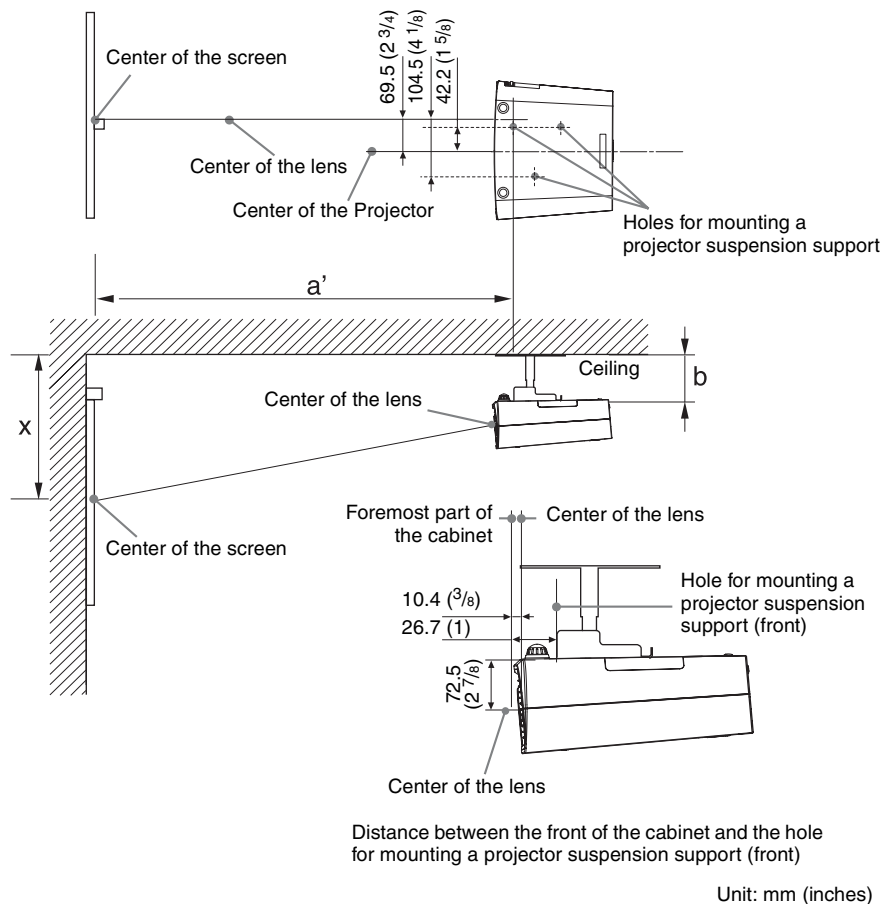 69.5 (2 3/4)
104.5 (4 1/8)
42.2 (1 5/8)
Center of the screen
Center of the lens
Center of the Projector
Holes for mounting a
projector suspension support
a’
Ceiling
b
x
Center of the lens
Center of the screen
Foremost part of
the cabinet
Center of the lens
Hole for mounting a
projector suspension
support (front)
10.4 (3/8)
26.7 (1)
72.5
(2 7/8)
Center of the lens
Distance between the front of the cabinet and the hole
for mounting a projector suspension support (front)
Unit: mm (inches)